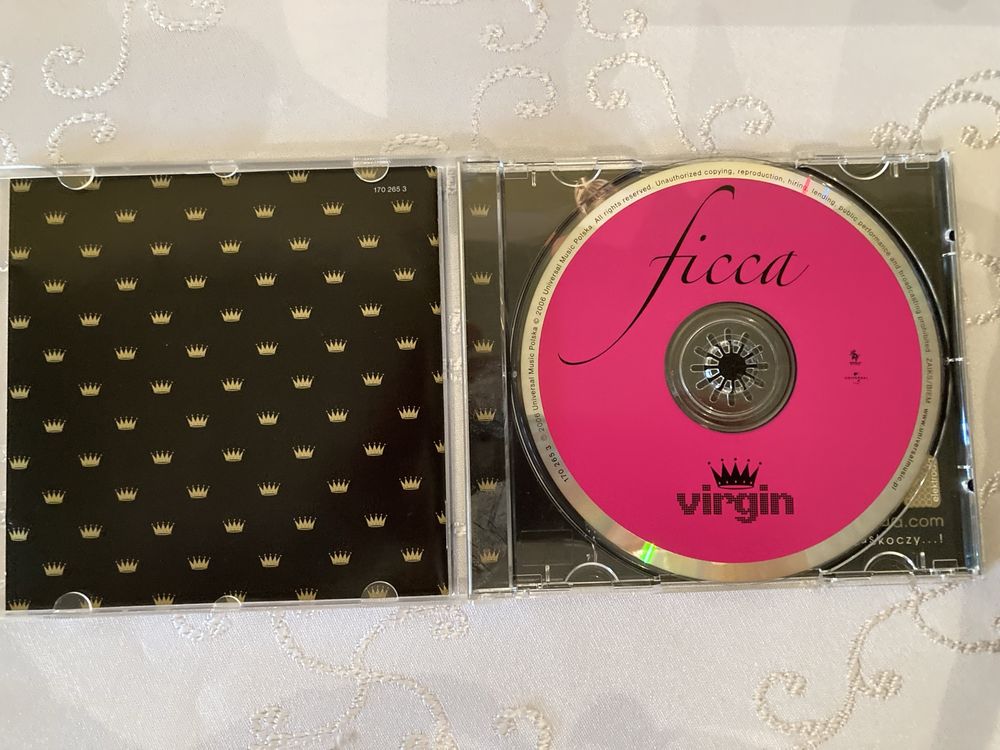 170 265 3
170 265 3 ℗ 2006 Universal Music Polska © 2006 Universal Music Polska. All rights reserved. Unauthorized copying, reproduction, hiring, lending, public performance and broadcasting prohibited ZAIKS/BIEM www.universalmusic.pl
ficca
UNIVERSAL
virgin
.com